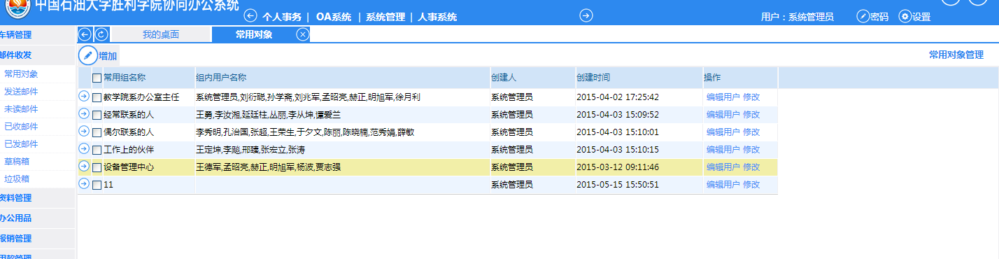 中国石油大学胜利学院协同办公系统
个人事务 | OA系统 | 系统管理 | 人事系统
用户：系统管理员 密码 设置
车辆管理
邮件收发
常用对象
发送邮件
未读邮件
已收邮件
已发邮件
草稿箱
垃圾箱
资料管理
办公用品
报销管理
我的桌面 常用对象
增加 常用对象管理
常用组名称 组内用户名称 创建人 创建时间 操作
教学院系办公室主任 系统管理员,刘衍聪,孙学斋,刘兆军,孟昭亮,赫正,明旭军,徐月利 系统管理员 2015-04-02 17:25:42 编辑用户 修改
经常联系的人 王勇,李汝湘,延廷柱,丛丽,李从坤,谭爱兰 系统管理员 2015-04-03 15:09:52 编辑用户 修改
偶尔联系的人 李秀明,孔治国,张超,王荣生,于夕文,陈丽,陈晓楠,范秀娟,薛敏 系统管理员 2015-04-03 15:10:01 编辑用户 修改
工作上的伙伴 王定坤,李飚,邢臻,张宏立,张涛 系统管理员 2015-04-03 15:10:15 编辑用户 修改
设备管理中心 王德军,孟昭亮,赫正,明旭军,杨波,贾志强 系统管理员 2015-03-12 09:11:46 编辑用户 修改
11 系统管理员 2015-05-15 15:50:51 编辑用户 修改